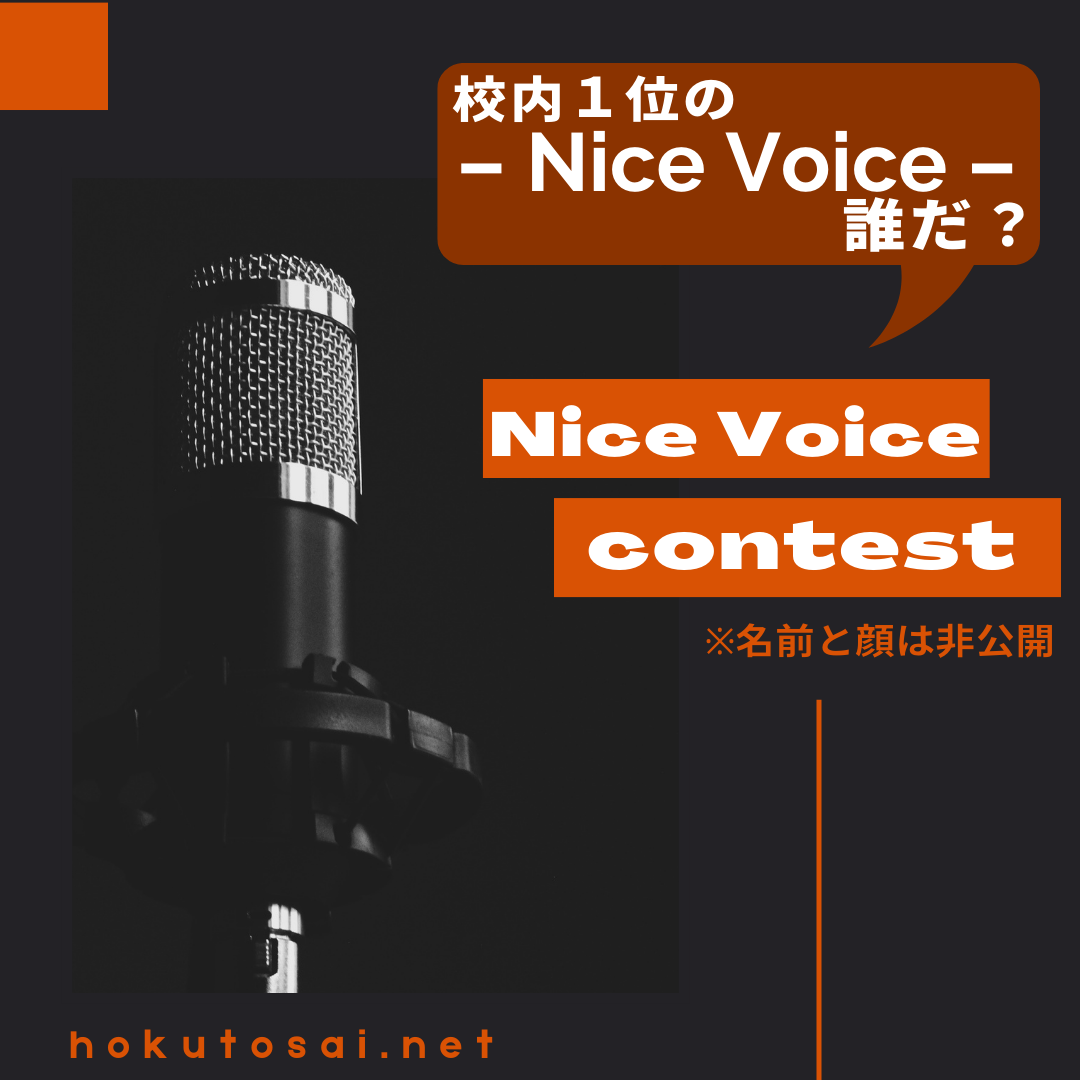 校内１位の
– Nice Voice –
誰だ？
Nice Voice
contest
※名前と顔は非公開
hokutosai.net